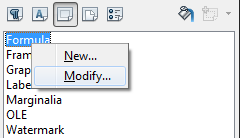 Formula
Fram
New...
Grap
Modify...
Labe
Marginalia
OLE
Watermark